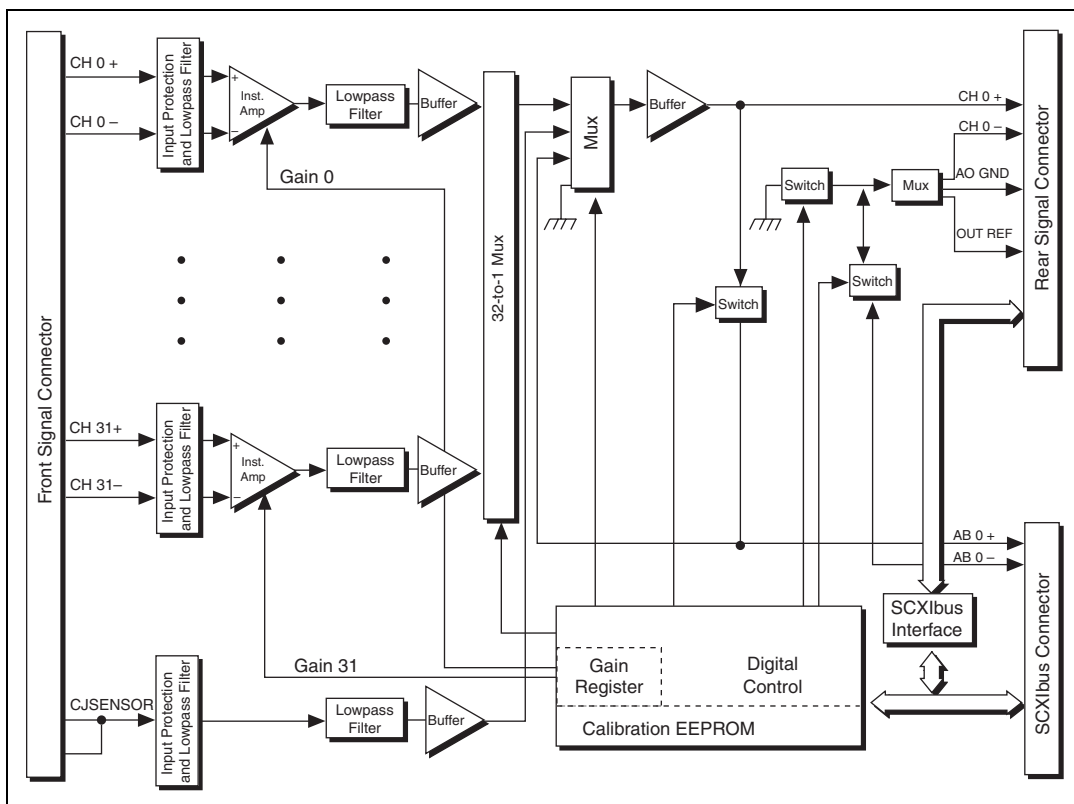 Front Signal Connector
CH 0 +
CH 0 –
Input Protection
and Lowpass Filter
+
–
Inst.
Amp
Lowpass
Filter
Buffer
Gain 0
32-to-1 Mux
Mux
Buffer
CH 0 +
CH 0 –
Switch
Mux
AO GND
OUT REF
Switch
Switch
Rear Signal Connector
CH 31+
CH 31–
Input Protection
and Lowpass Filter
+
–
Inst.
Amp
Lowpass
Filter
Buffer
AB 0 +
AB 0 –
SCXIbus
Interface
SCXIbus Connector
Gain 31
Gain
Register
Digital
Control
Calibration EEPROM
CJSENSOR
Input Protection
and Lowpass Filter
Lowpass
Filter
Buffer